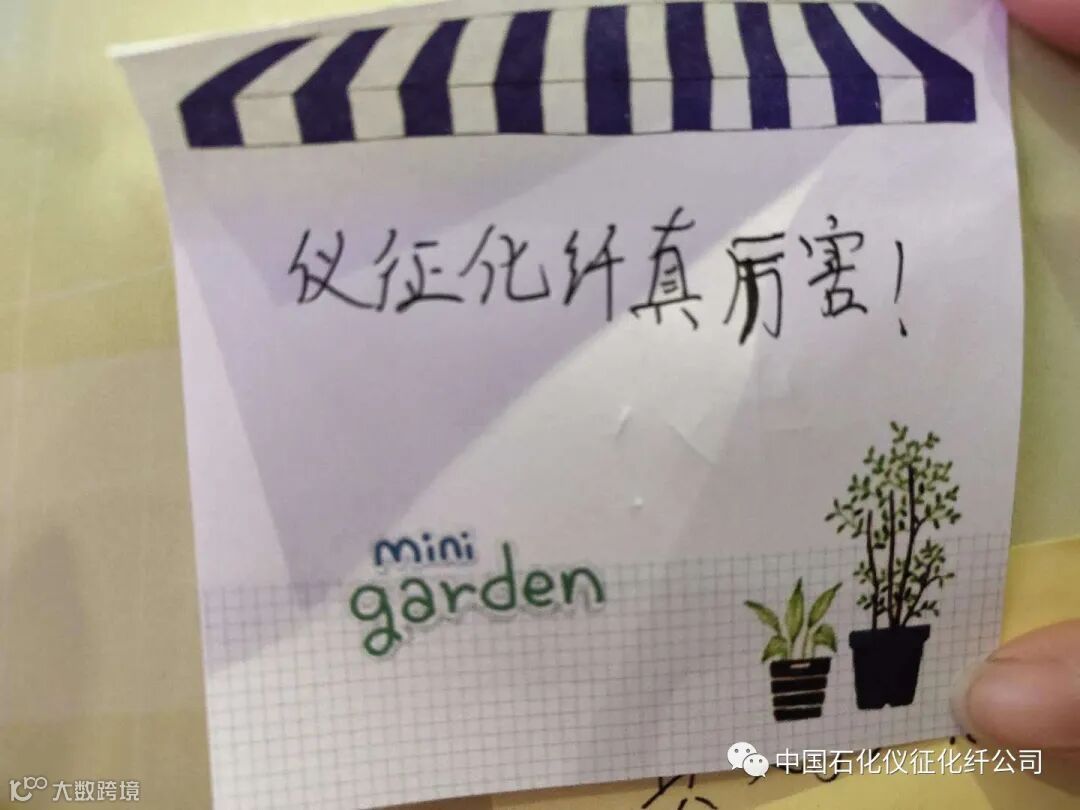 仪征化纤真厉害！
mini
garden
中国石化仪征化纤公司
大数跨境